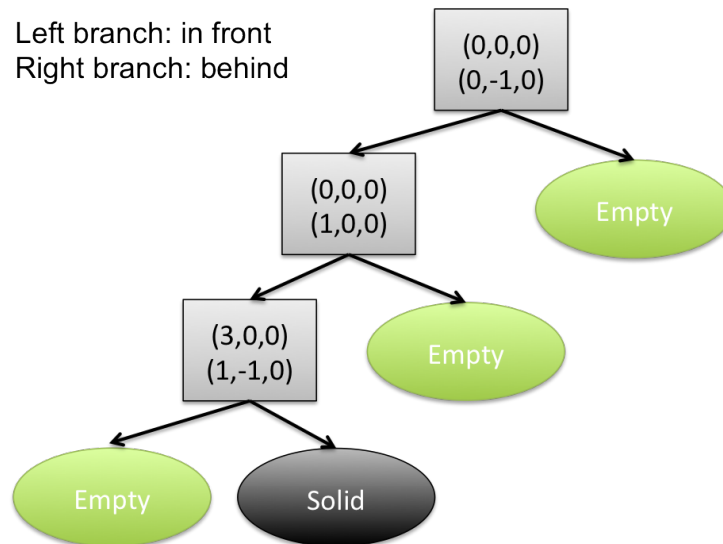 Left branch: in front
Right branch: behind
(0,0,0)
(0,-1,0)
(0,0,0)
(1,0,0)
Empty
(3,0,0)
(1,-1,0)
Empty
Empty
Solid